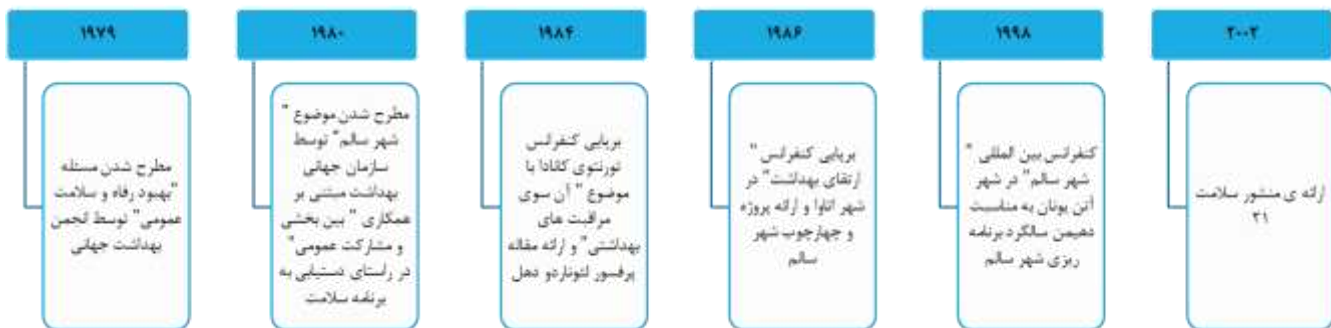 ۱۹۷۹
مطرح شدن مسئله
"بهبود رفاه و سلامت
عمومی" توسط انجمن
بهداشت جهانی
۱۹۸۰
مطرح شدن موضوع "
شهر سالم" توسط
سازمان جهانی
بهداشت مبتنی بر
همکاری " بین بخشی
و مشارکت عمومی"
در راستای دستیابی به
برنامه سلامت
۱۹۸۴
برپایی کنفرانس
تورنتوی کانادا با
موضوع " آن سوی
مراقبت های
بهداشتی" و ارائه مقاله
پرفسور لئوناردو دهل
۱۹۸۶
برپایی کنفرانس "
ارتقای بهداشت" در
شهر اتاوا و ارائه پروژه
و چهارچوب شهر
سالم
۱۹۹۸
کنفرانس بین المللی "
شهر سالم" در شهر
آتن یونان به مناسبت
دهیمن سالگرد برنامه
ریزی شهر سالم
۲۰۰۲
ارائه ی منشور سلامت
۲۱